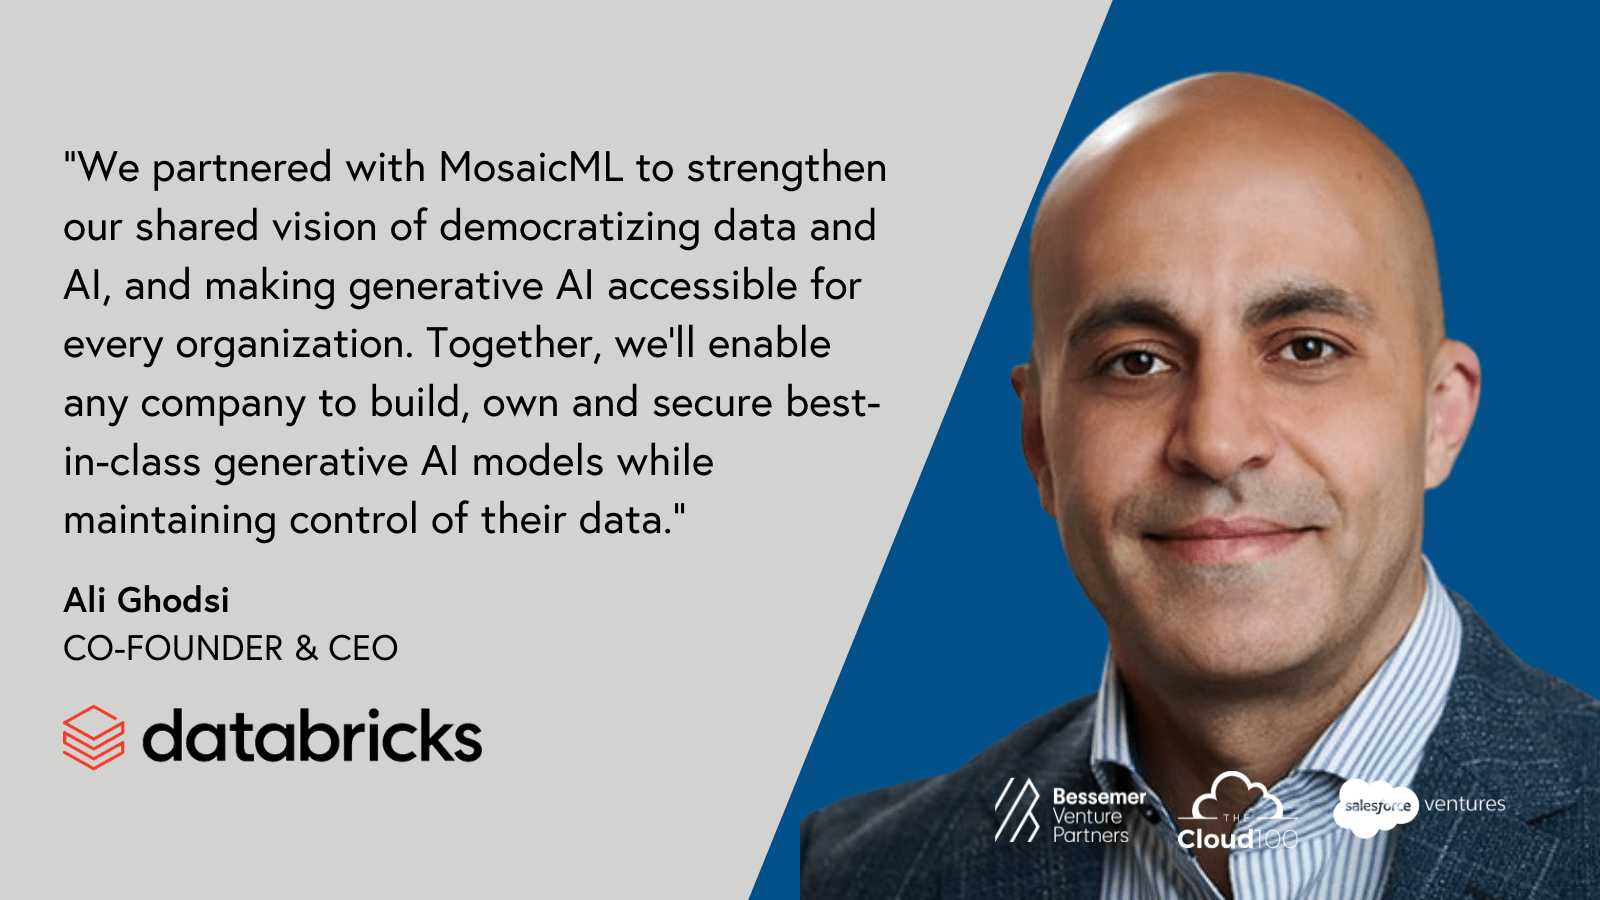 "We partnered with MosaicML to strengthen
our shared vision of democratizing data and
AI, and making generative AI accessible for
every organization. Together, we'll enable
any company to build, own and secure best-
in-class generative AI models while
maintaining control of their data."
Ali Ghodsi
CO-FOUNDER & CEO
databricks
Bessemer
Venture
Partners
THE
Cloud100
salesforce ventures